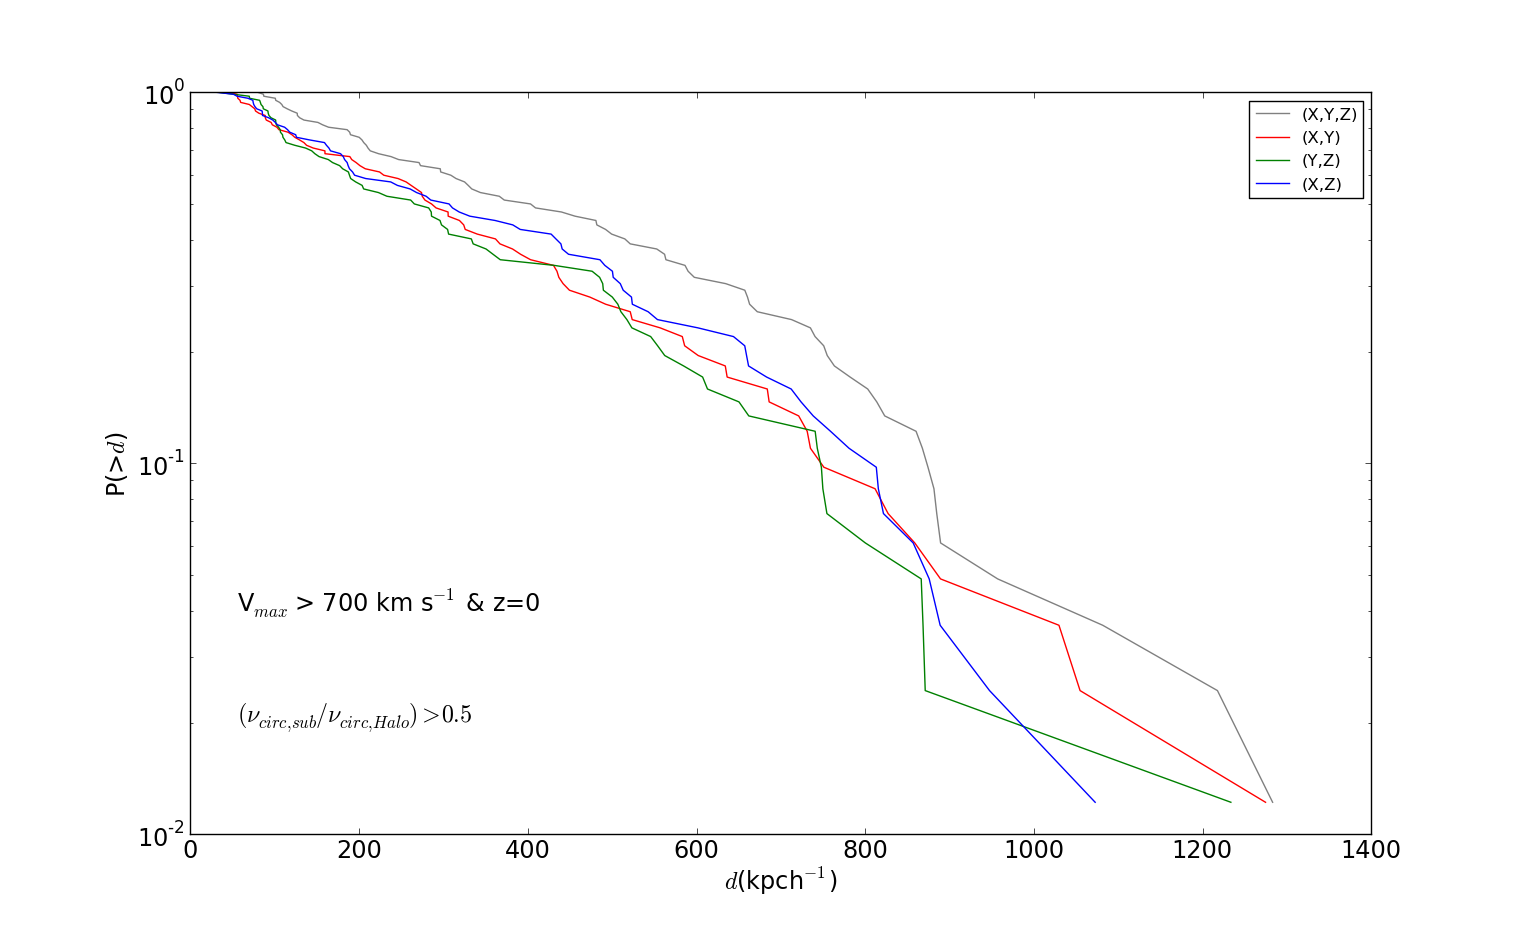 10^0
10^-1
10^-2
P(>d)
(X,Y,Z)
(X,Y)
(Y,Z)
(X,Z)
V_max > 700 km s^-1 & z=0
(ν_circ,sub/ν_circ,Halo)>0.5
0 200 400 600 800 1000 1200 1400
d(kpch^-1)